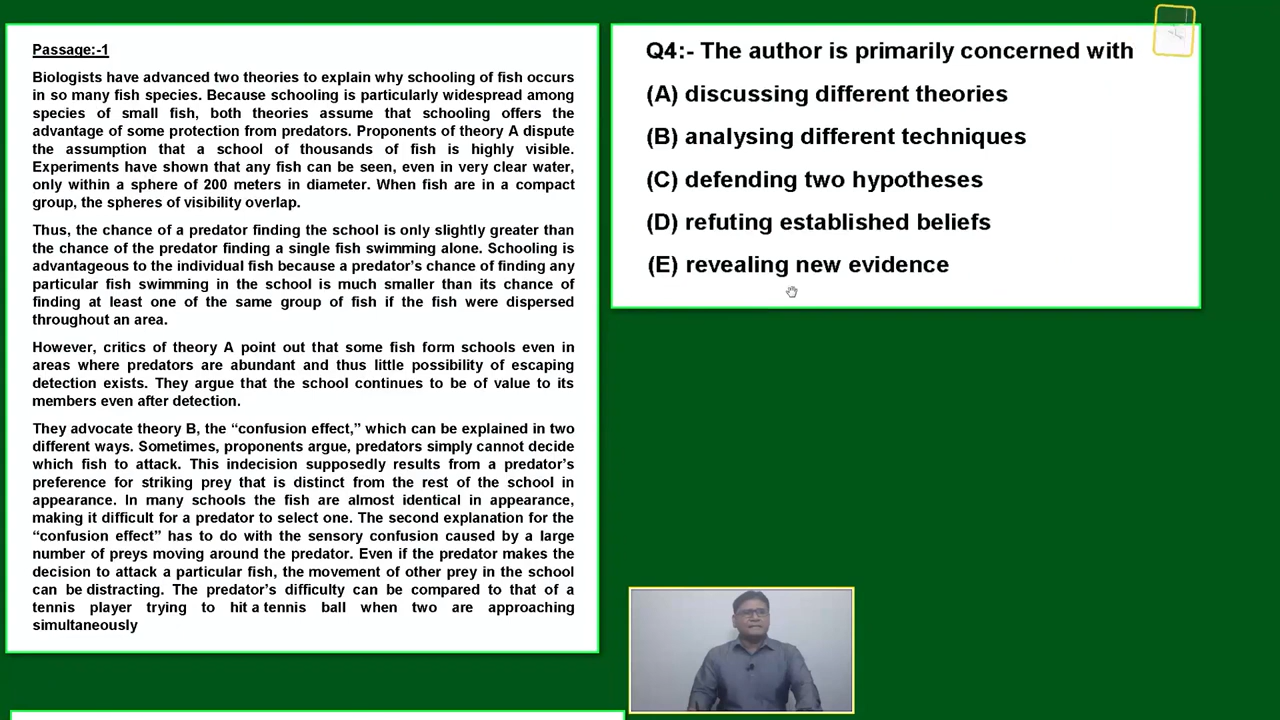 Passage:-1
Biologists have advanced two theories to explain why schooling of fish occurs
in so many fish species. Because schooling is particularly widespread among
species of small fish, both theories assume that schooling offers the
advantage of some protection from predators. Proponents of theory A dispute
the assumption that a school of thousands of fish is highly visible.
Experiments have shown that any fish can be seen, even in very clear water,
only within a sphere of 200 meters in diameter. When fish are in a compact
group, the spheres of visibility overlap.
Thus, the chance of a predator finding the school is only slightly greater than
the chance of the predator finding a single fish swimming alone. Schooling is
advantageous to the individual fish because a predator's chance of finding any
particular fish swimming in the school is much smaller than its chance of
finding at least one of the same group of fish if the fish were dispersed
throughout an area.
However, critics of theory A point out that some fish form schools even in
areas where predators are abundant and thus little possibility of escaping
detection exists. They argue that the school continues to be of value to its
members even after detection.
They advocate theory B, the “confusion effect,” which can be explained in two
different ways. Sometimes, proponents argue, predators simply cannot decide
which fish to attack. This indecision supposedly results from a predator's
preference for striking prey that is distinct from the rest of the school in
appearance. In many schools the fish are almost identical in appearance,
making it difficult for a predator to select one. The second explanation for the
“confusion effect” has to do with the sensory confusion caused by a large
number of preys moving around the predator. Even if the predator makes the
decision to attack a particular fish, the movement of other prey in the school
can be distracting. The predator's difficulty can be compared to that of a
tennis player trying to hit a tennis ball when two are approaching
simultaneously
Q4:- The author is primarily concerned with
(A) discussing different theories
(B) analysing different techniques
(C) defending two hypotheses
(D) refuting established beliefs
(E) revealing new evidence